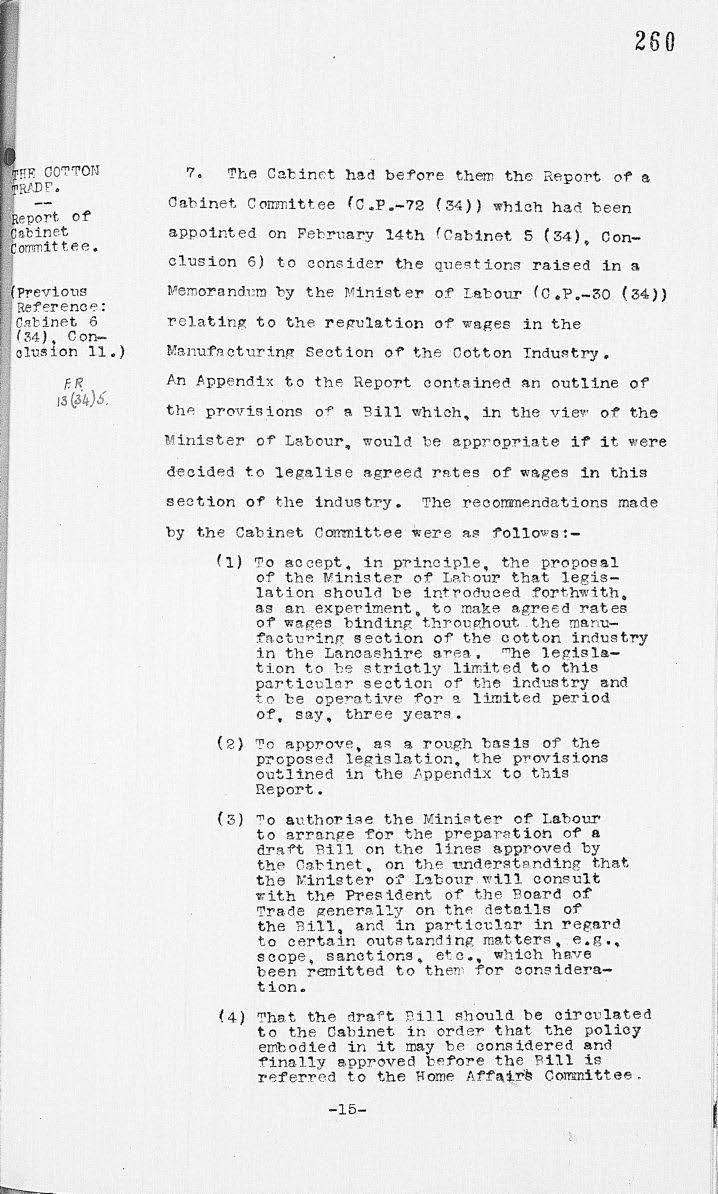 260
THE COTTON
TRADE.
Report of
Cabinet
Committee.
(Previous
Reference:
Cabinet 6
(34), Con-
clusion 11.)
F.R.
13(34)5.
7. The Cabinet had before them the Report of a
Cabinet Committee (C.P.-72 (34)) which had been
appointed on February 14th (Cabinet 5 (34), Con-
clusion 6) to consider the questions raised in a
Memorandum by the Minister of Labour (C.P.-30 (34))
relating to the regulation of wages in the
Manufacturing Section of the Cotton Industry.
An Appendix to the Report contained an outline of
the provisions of a Bill which, in the view of the
Minister of Labour, would be appropriate if it were
decided to legalise agreed rates of wages in this
section of the industry. The recommendations made
by the Cabinet Committee were as follows:-
(1) To accept, in principle, the proposal
of the Minister of Labour that legis-
lation should be introduced forthwith,
as an experiment, to make agreed rates
of wages binding throughout the manu-
facturing section of the cotton industry
in the Lancashire area. The legisla-
tion to be strictly limited to this
particular section of the industry and
to be operative for a limited period
of, say, three years.
(2) To approve, as a rough basis of the
proposed legislation, the provisions
outlined in the Appendix to this
Report.
(3) To authorise the Minister of Labour
to arrange for the preparation of a
draft Bill on the lines approved by
the Cabinet, on the understanding that
the Minister of Labour will consult
with the President of the Board of
Trade generally on the details of
the Bill, and in particular in regard
to certain outstanding matters, e.g.,
scope, sanctions, etc., which have
been remitted to them for considera-
tion.
(4) That the draft Bill should be circulated
to the Cabinet in order that the policy
embodied in it may be considered and
finally approved before the Bill is
referred to the Home Affairs Committee.
-15-